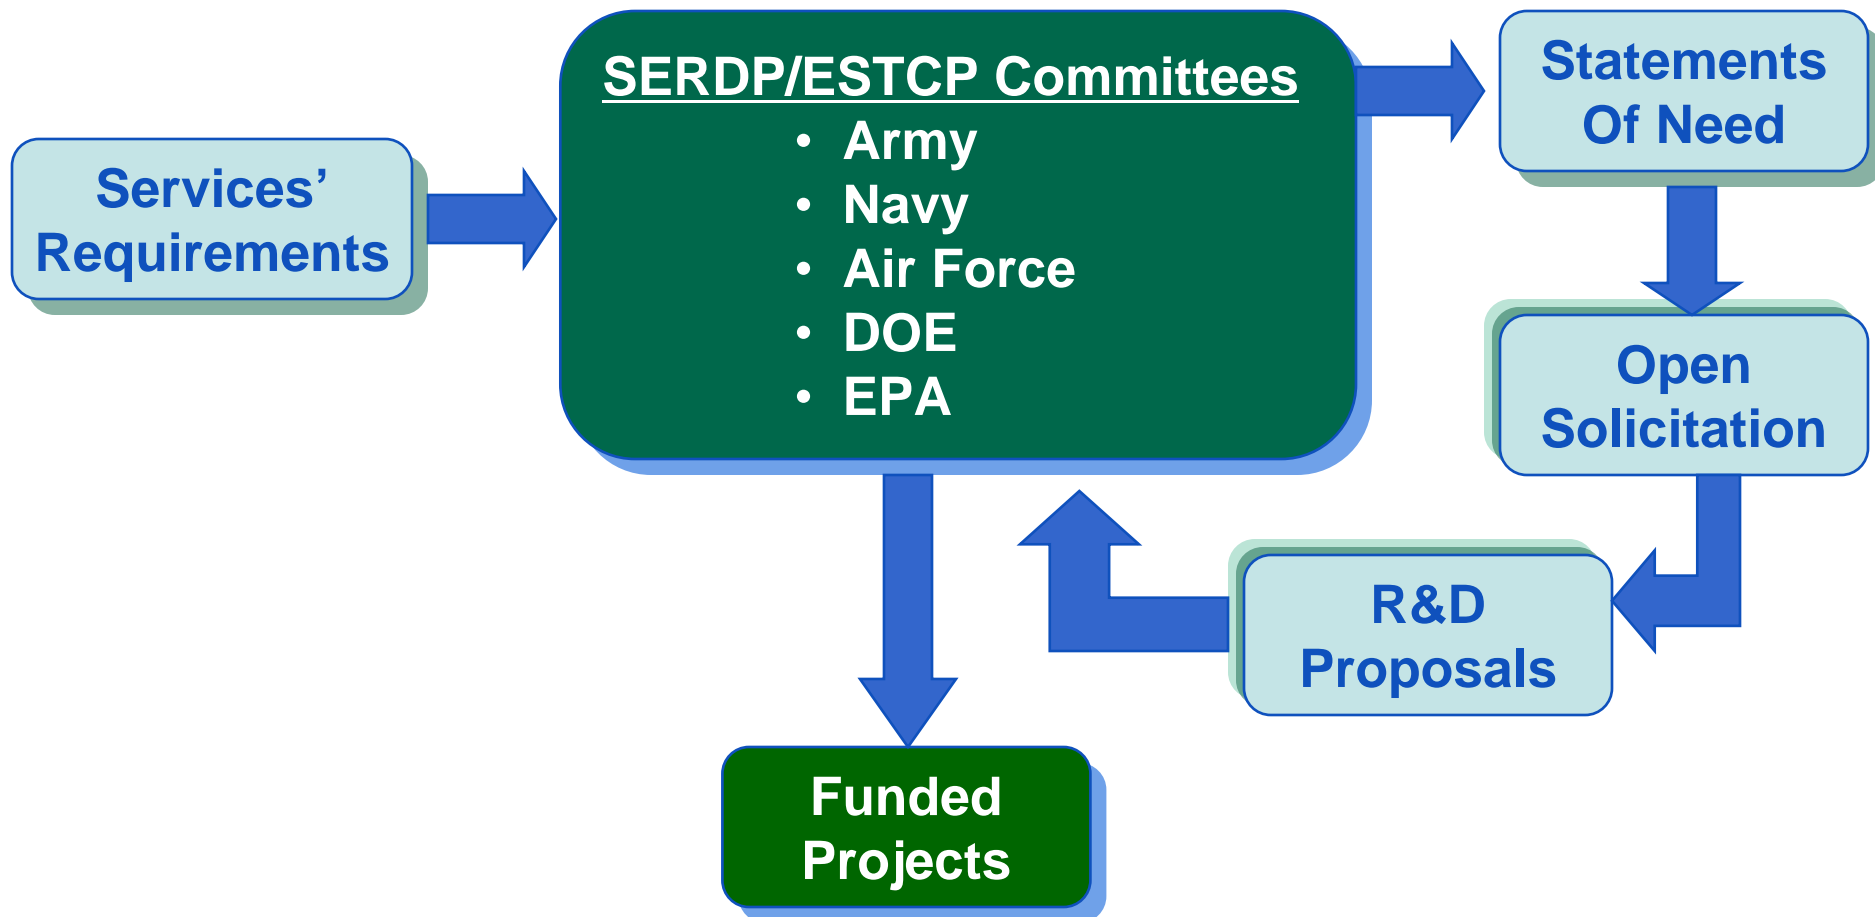 Services’
Requirements
SERDP/ESTCP Committees
• Army
• Navy
• Air Force
• DOE
• EPA
Statements
Of Need
Open
Solicitation
R&D
Proposals
Funded
Projects